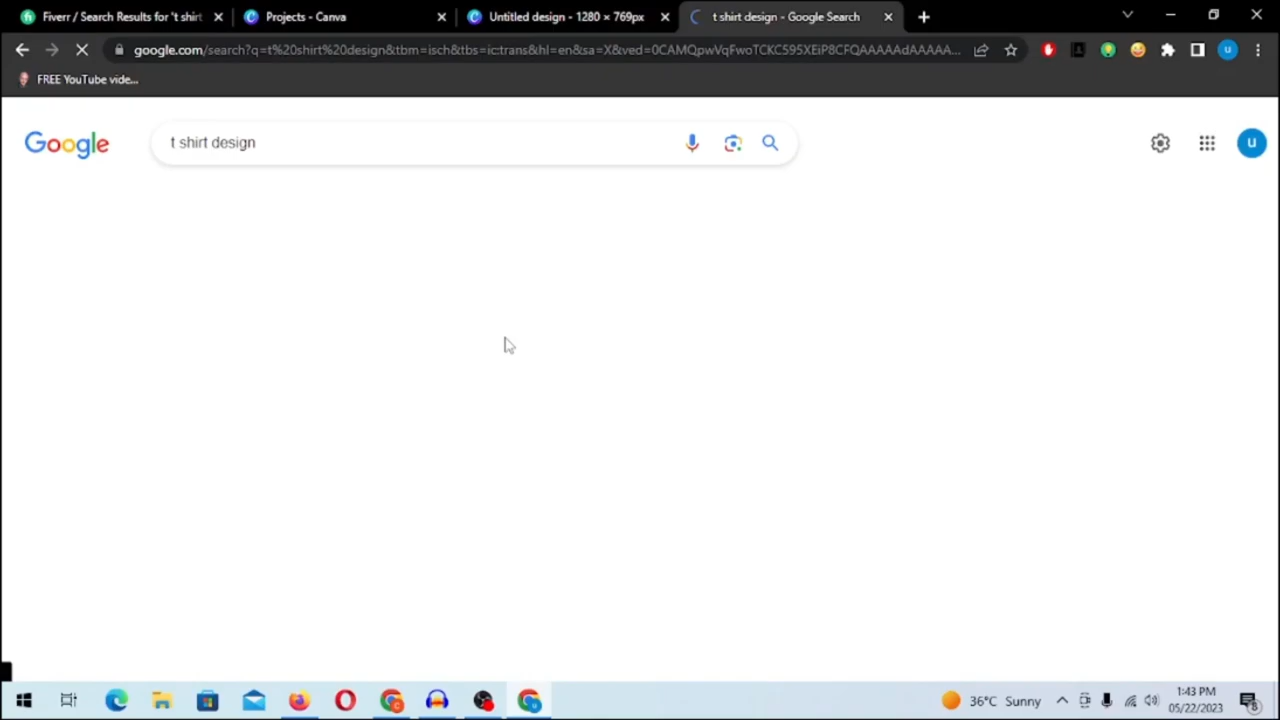 Fiverr / Search Results for 't shirt
Projects - Canva
Untitled design - 1280 × 769px
t shirt design - Google Search
google.com/search?q=t%20shirt%20design&tbm=isch&tbs=ic:trans&hl=en&sa=X&ved=0CAMQpwVqFwoTCKC595XEiP8CFQAAAAAdAAAAA...
u
FREE YouTube vide...
Google
t shirt design
u
36°C Sunny
1:43 PM
05/22/2023
8